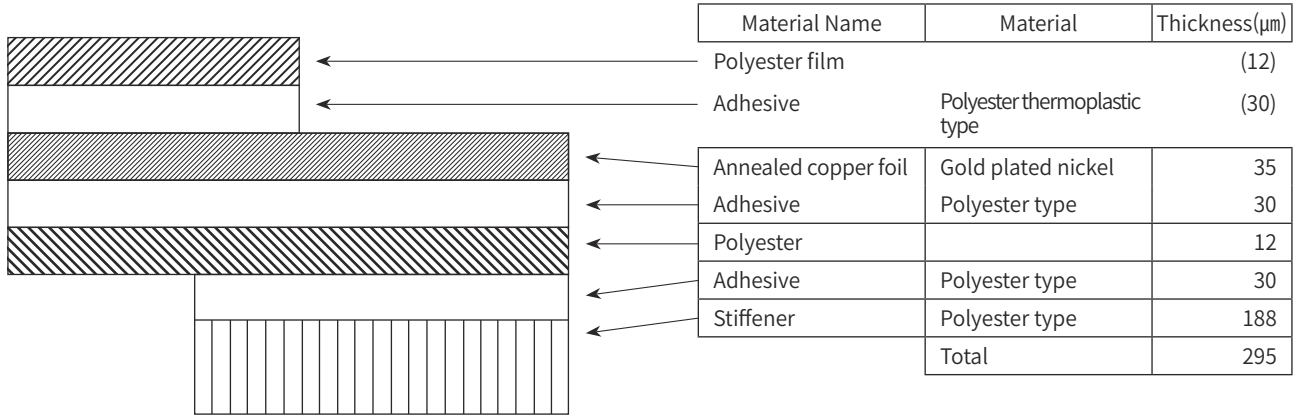 Material Name Material Thickness(μm)
Polyester film (12)
Adhesive Polyester thermoplastic type (30)
Annealed copper foil Gold plated nickel 35
Adhesive Polyester type 30
Polyester 12
Adhesive Polyester type 30
Stiffener Polyester type 188
Total 295